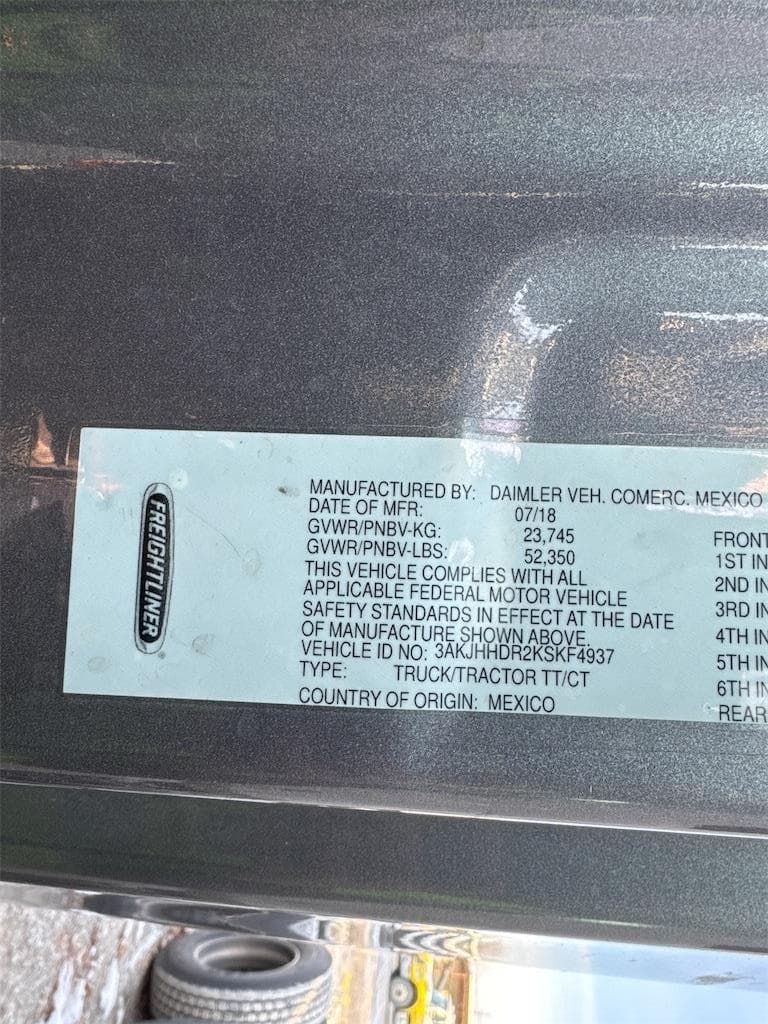 FREIGHTLINER
MANUFACTURED BY: DAIMLER VEH. COMERC. MEXICO
DATE OF MFR: 07/18
GVWR/PNBV-KG: 23,745
GVWR/PNBV-LBS: 52,350
THIS VEHICLE COMPLIES WITH ALL
APPLICABLE FEDERAL MOTOR VEHICLE
SAFETY STANDARDS IN EFFECT AT THE DATE
OF MANUFACTURE SHOWN ABOVE.
VEHICLE ID NO: 3AKJHHDR2KSKF4937
TYPE: TRUCK/TRACTOR TT/CT
COUNTRY OF ORIGIN: MEXICO
FRONT
1ST IN
2ND IN
3RD IN
4TH IN
5TH IN
6TH IN
REAR